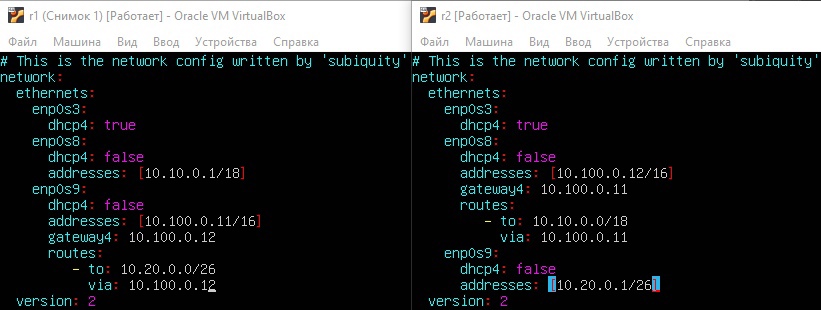 r1 (Снимок 1) [Работает] - Oracle VM VirtualBox
Файл Машина Вид Ввод Устройства Справка
# This is the network config written by 'subiquity'
network:
  ethernets:
    enp0s3:
      dhcp4: true
    enp0s8:
      dhcp4: false
      addresses: [10.10.0.1/18]
    enp0s9:
      dhcp4: false
      addresses: [10.100.0.11/16]
      gateway4: 10.100.0.12
      routes:
        - to: 10.20.0.0/26
          via: 10.100.0.12
  version: 2
r2 [Работает] - Oracle VM VirtualBox
Файл Машина Вид Ввод Устройства Справка
# This is the network config written by 'subiquity'
network:
  ethernets:
    enp0s3:
      dhcp4: true
    enp0s8:
      dhcp4: false
      addresses: [10.100.0.12/16]
      gateway4: 10.100.0.11
      routes:
        - to: 10.10.0.0/18
          via: 10.100.0.11
    enp0s9:
      dhcp4: false
      addresses: [10.20.0.1/26]
  version: 2